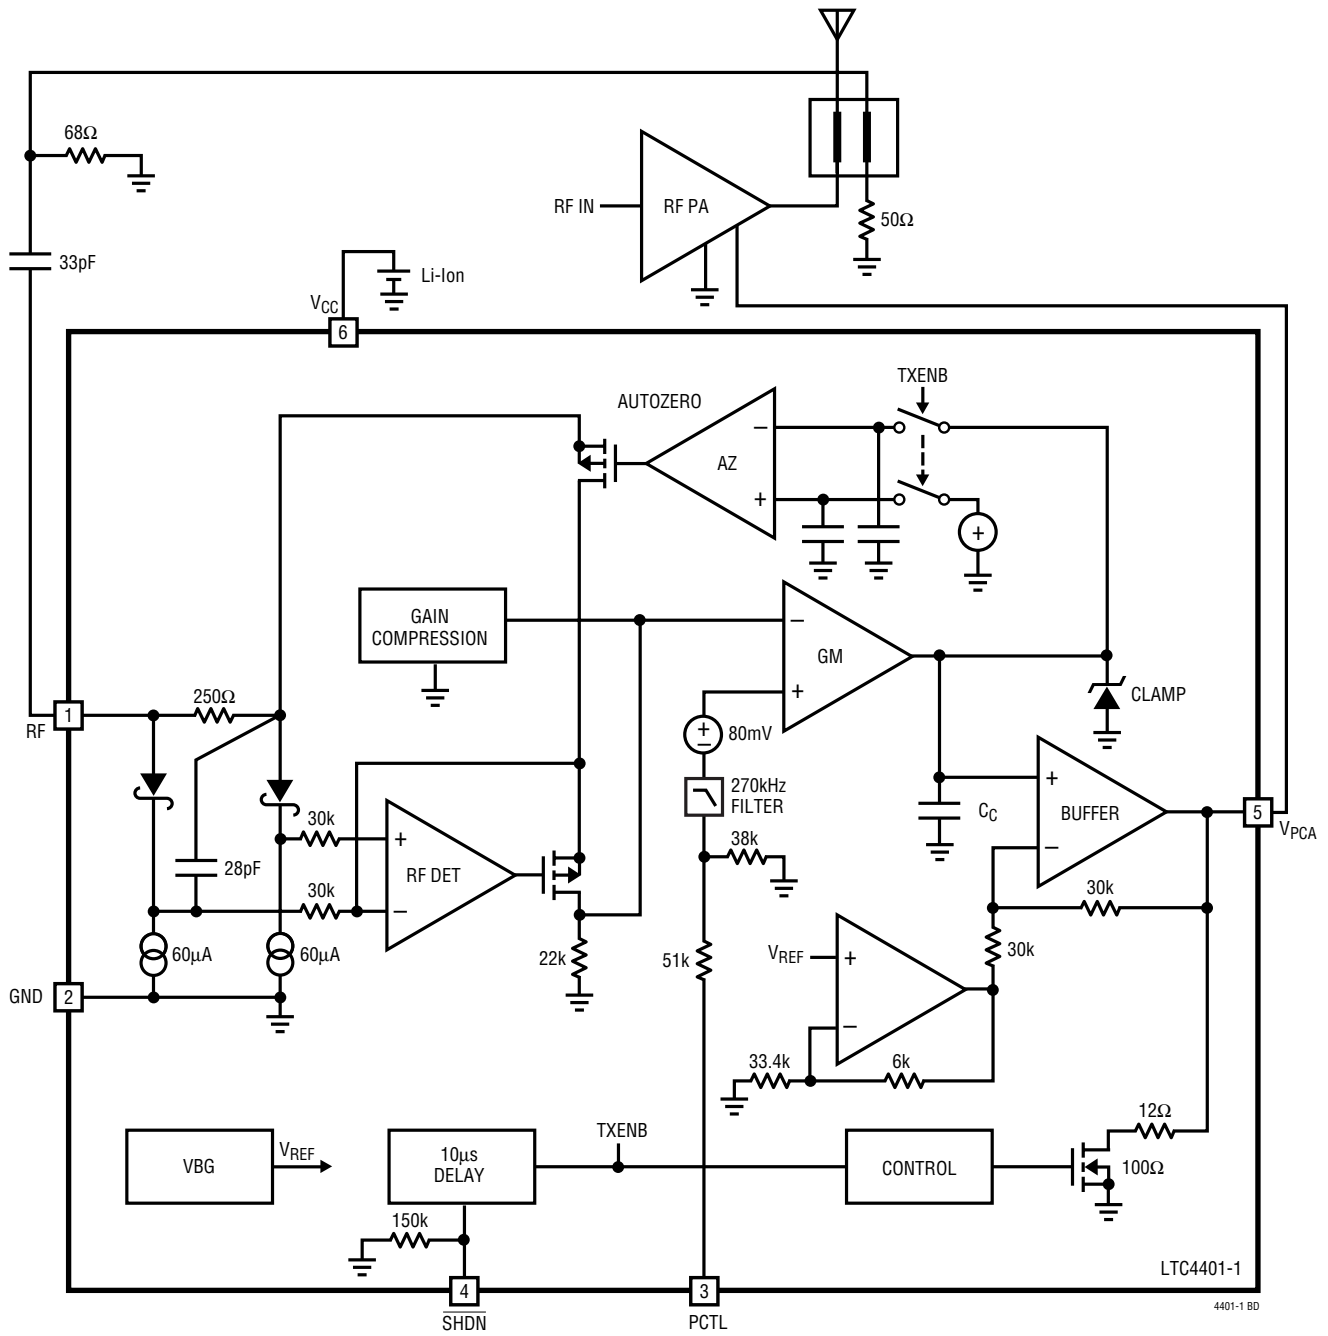 68Ω
33pF
RF IN
RF PA
50Ω
Li-Ion
VCC
6
TXENB
AUTOZERO
–
AZ
+
+
GAIN
COMPRESSION
–
GM
+
CLAMP
250Ω
1
RF
+
–
80mV
270kHz
FILTER
+
BUFFER
–
CC
5
VPCA
30k
+
RF DET
–
38k
28pF
30k
30k
60µA
60µA
22k
51k
VREF
+
–
30k
GND
2
33.4k
6k
12Ω
TXENB
VBG
VREF
10µs
DELAY
CONTROL
100Ω
150k
LTC4401-1
4
SHDN
3
PCTL
4401-1 BD